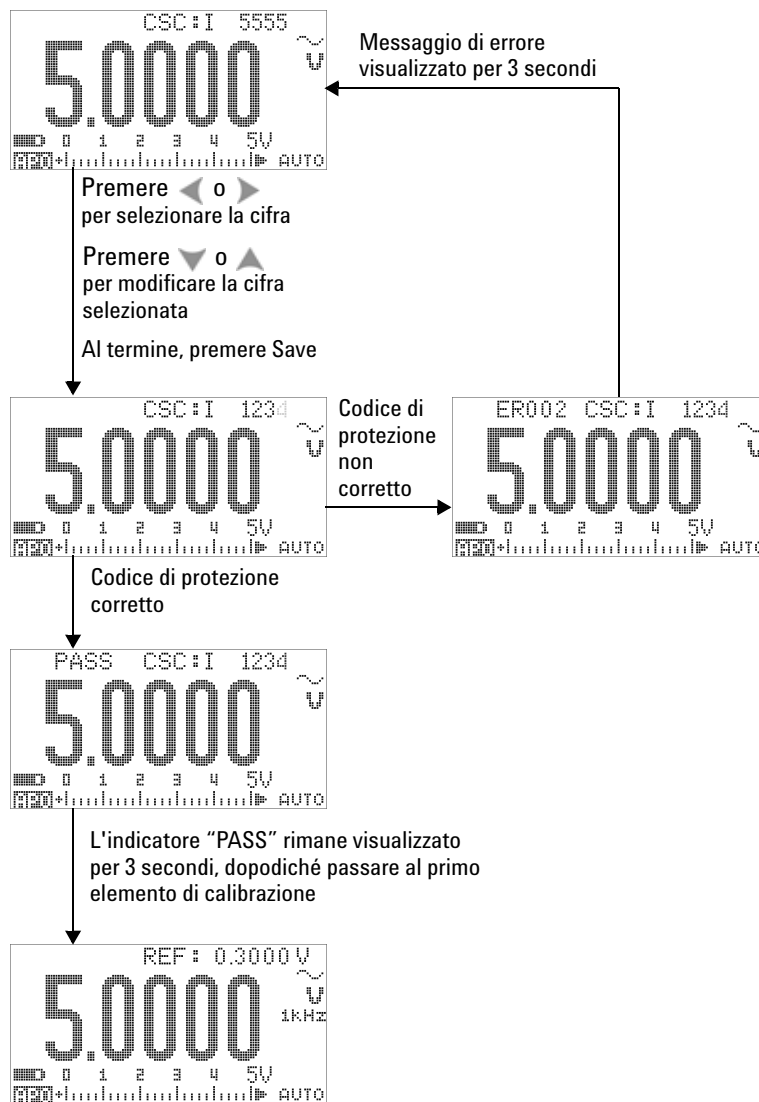 CSC:I 5555
5.0000
0 1 2 3 4 5V
APO AUTO
Messaggio di errore
visualizzato per 3 secondi
Premere o
per selezionare la cifra
Premere o
per modificare la cifra
selezionata
Al termine, premere Save
CSC:I 1234
5.0000
0 1 2 3 4 5V
APO AUTO
Codice di
protezione
non
corretto
ER002 CSC:I 1234
5.0000
0 1 2 3 4 5V
APO AUTO
Codice di protezione
corretto
PASS CSC:I 1234
5.0000
0 1 2 3 4 5V
APO AUTO
L'indicatore “PASS” rimane visualizzato
per 3 secondi, dopodiché passare al primo
elemento di calibrazione
REF: 0.3000 V
5.0000
V
1kHz
0 1 2 3 4 5V
APO AUTO